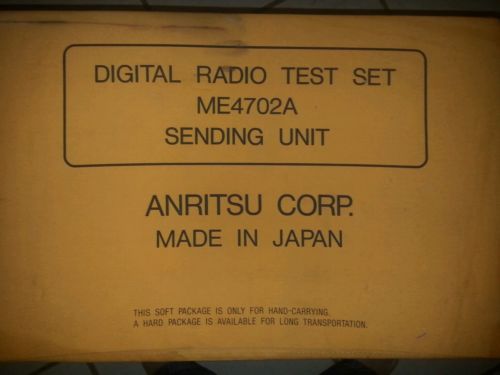 DIGITAL RADIO TEST SET
ME4702A
SENDING UNIT
ANRITSU CORP.
MADE IN JAPAN
THIS SOFT PACKAGE IS ONLY FOR HAND-CARRYING.
A HARD PACKAGE IS AVAILABLE FOR LONG TRANSPORTATION.